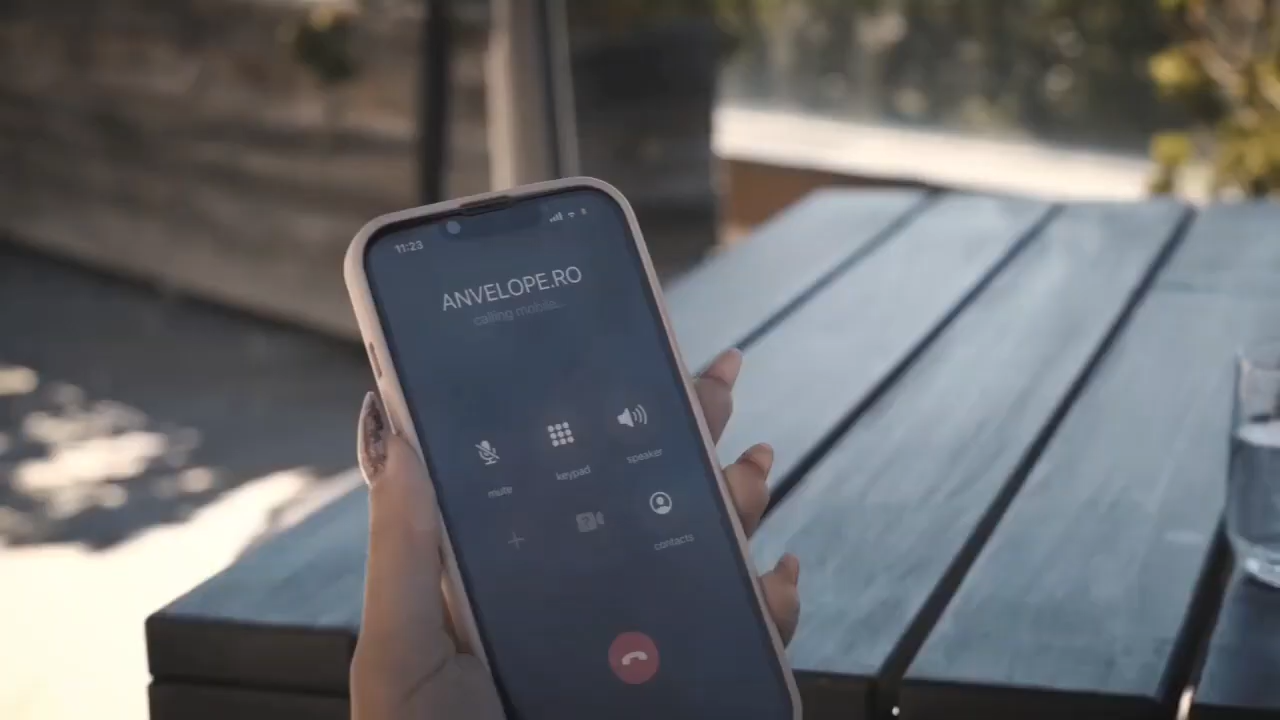 11:23
ANVELOPE.RO
calling mobile...
mute
keypad
speaker
contacts